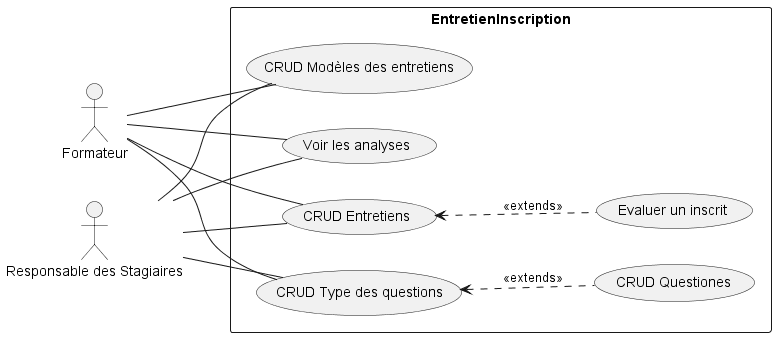 EntretienInscription
CRUD Modèles des entretiens
Formateur
Voir les analyses
CRUD Entretiens
«extends»
Evaluer un inscrit
Responsable des Stagiaires
CRUD Type des questions
«extends»
CRUD Questiones